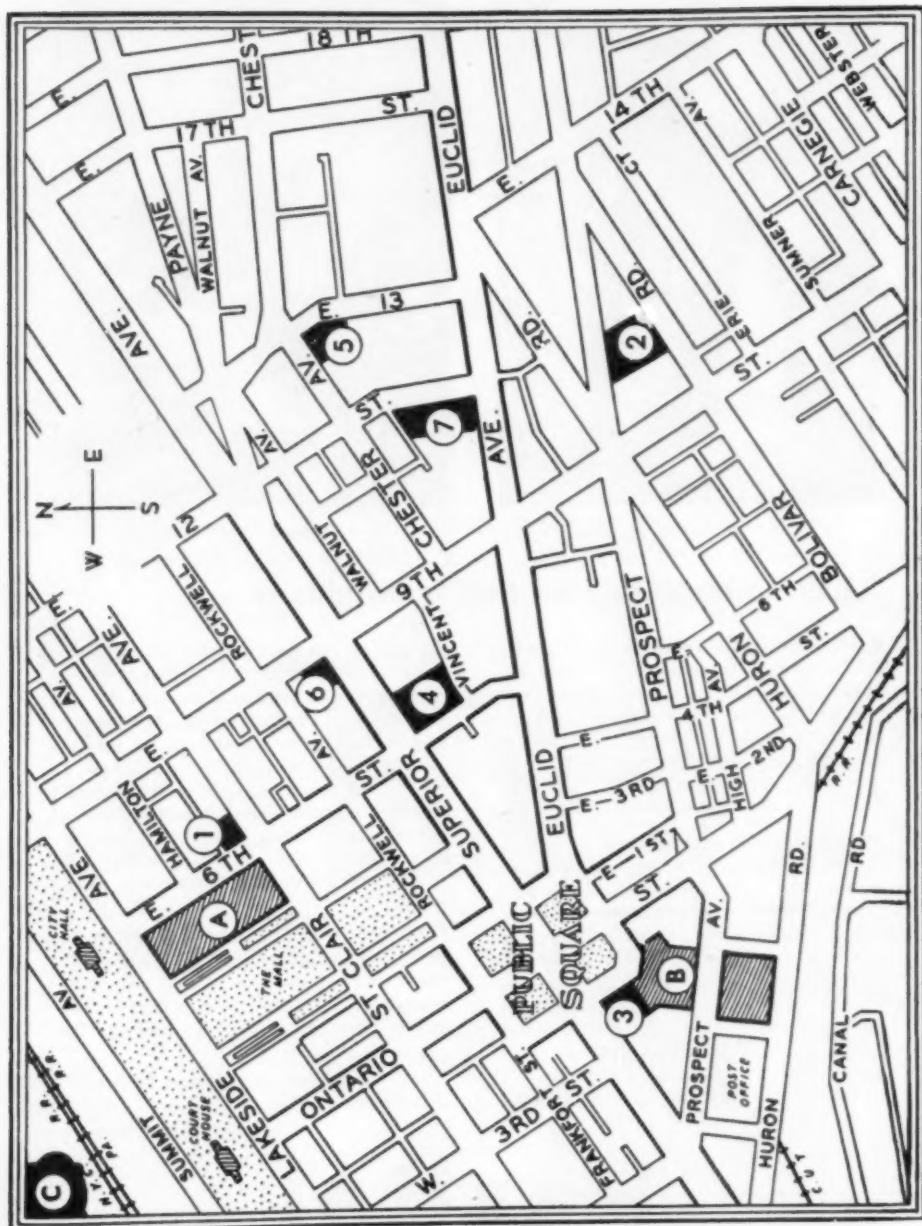 C
N.Y.C.
R.R.
PA.
R.R.
SUMMIT
AV.
COURT HOUSE
CITY HALL
LAKESIDE
AVE
THE MALL
A
E. 6TH
1
HAMILTON
AV.
ST. CLAIR
AVE
E.
ONTARIO
ST.
W. 3RD
ST.
FRANKFORT
ROCKWELL
AV.
6
ROCKWELL
E. 12
SUPERIOR
AVE.
4
VINCENT
E. 9TH
ST.
WALNUT
AV.
CHESTER
AV.
5
7
E. 13
N
W E
S
PAYNE
WALNUT AV.
E. 17TH
ST.
CHEST
E. 18TH
PUBLIC
SQUARE
3
B
EUCLID
AVE.
EUCLID
E. 1ST
ST.
E. 3RD
E. 2ND
HIGH
E. 4TH
AV.
E. 6TH
ST.
PROSPECT
AV.
PROSPECT
RD.
POST OFFICE
HURON
RD.
HURON
RD.
2
BOLIVAR
ERIE
CT
SUMNER
AV.
E. 14TH
CARNEGIE
WEBSTER
ST.
CANAL
RD
R.R.
C U T